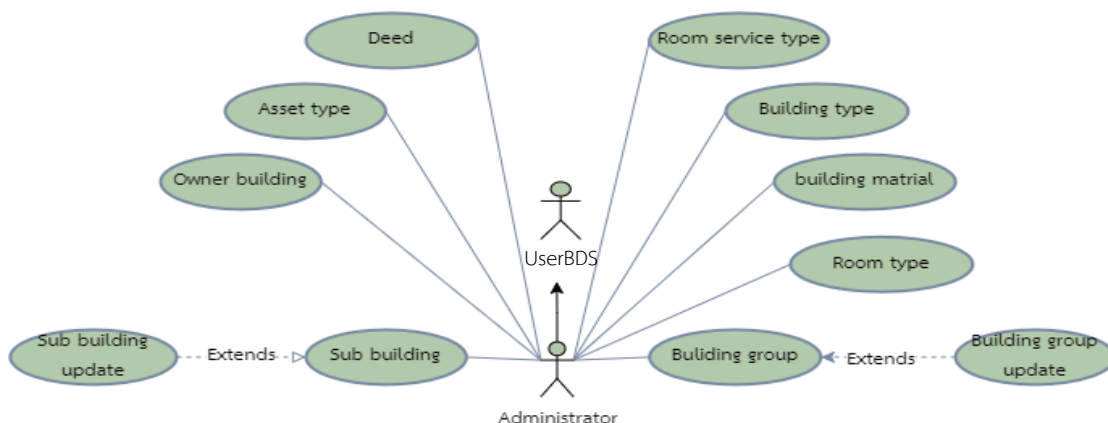 Deed
Room service type
Asset type
Building type
Owner building
building matrial
UserBDS
Room type
Sub building
update
Extends
Sub building
Buliding group
Extends
Building group
update
Administrator